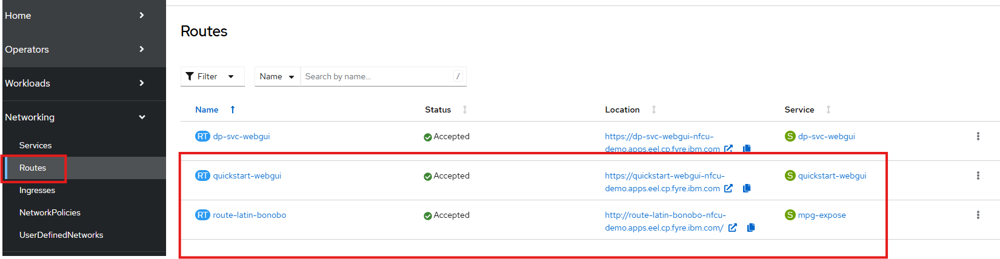 Home
Operators
Workloads
Networking
Services
Routes
Ingresses
NetworkPolicies
UserDefinedNetworks
Routes
Filter Name Search by name... /
Name Status Location Service
RT dp-svc-webgui Accepted https://dp-svc-webgui-nfcu- S dp-svc-webgui
demo.apps.eel.cp.fyre.ibm.com
RT quickstart-webgui Accepted https://quickstart-webgui-nfcu- S quickstart-webgui
demo.apps.eel.cp.fyre.ibm.com
RT route-latin-bonobo Accepted http://route-latin-bonobo-nfcu- S mpg-expose
demo.apps.eel.cp.fyre.ibm.com/